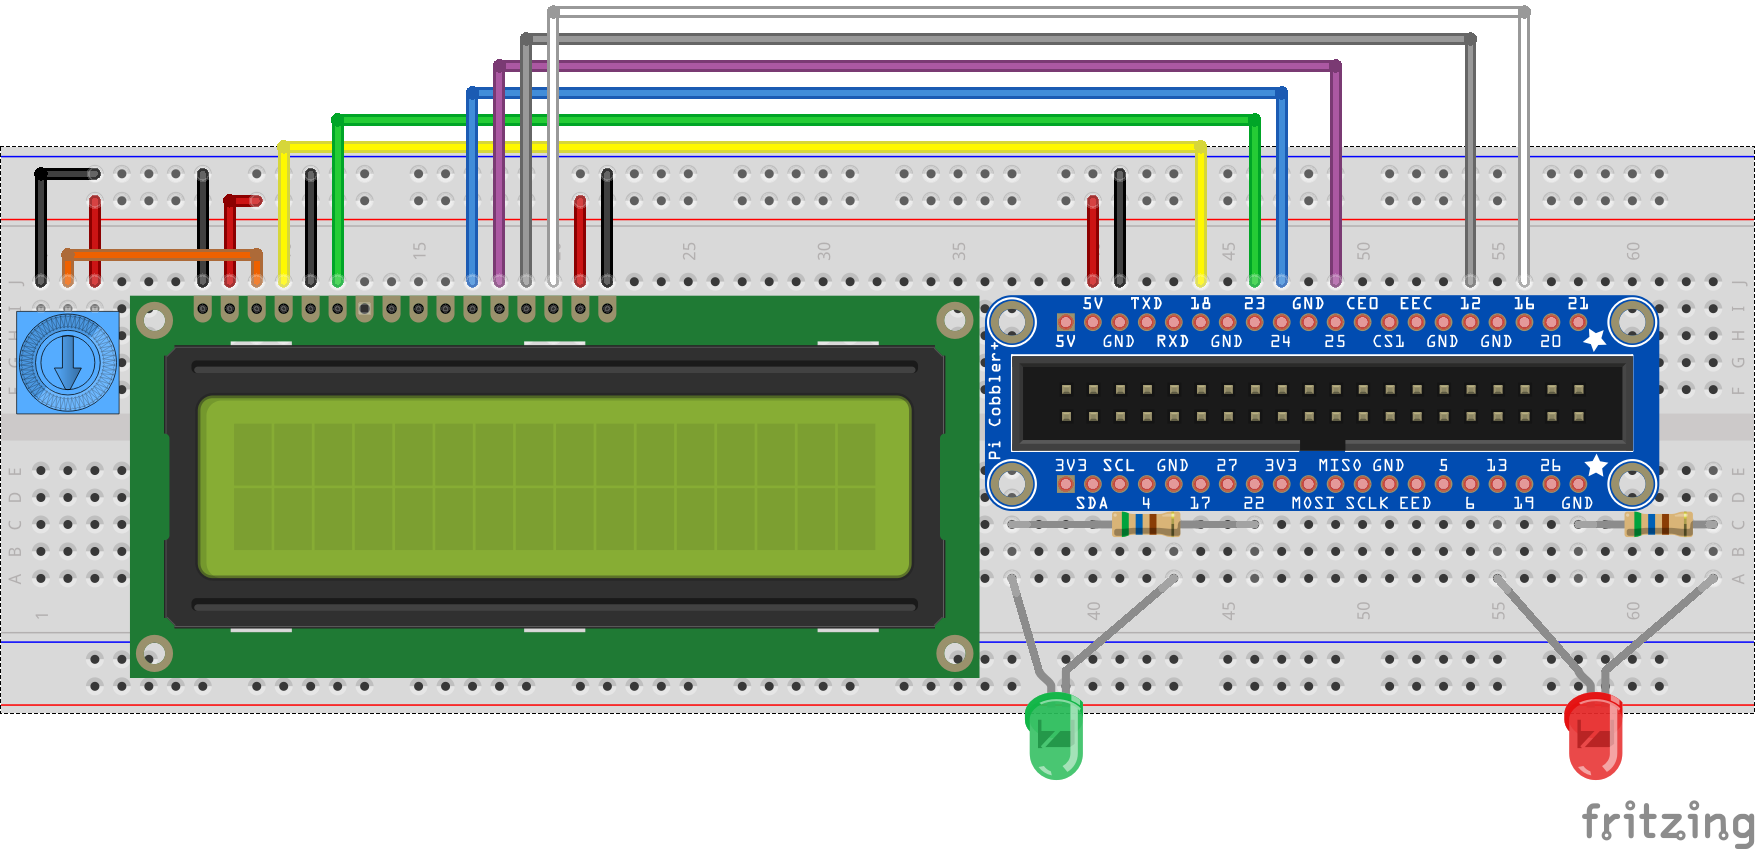 15 25 30 35 45 50 55 60
J J
5V TXD 18 23 GND CE0 EEC 12 16 21
I
5V GND RXD GND 24 25 CS1 GND GND 20
H H
G G
F F
Pi Cobbler+
3V3 SCL GND 27 3V3 MISO GND 5 13 26
E E
SDA 4 17 22 MOSI SCLK EED 6 19 GND
D D
C C
B B
A A
1 40 45 50 55 60
fritzing